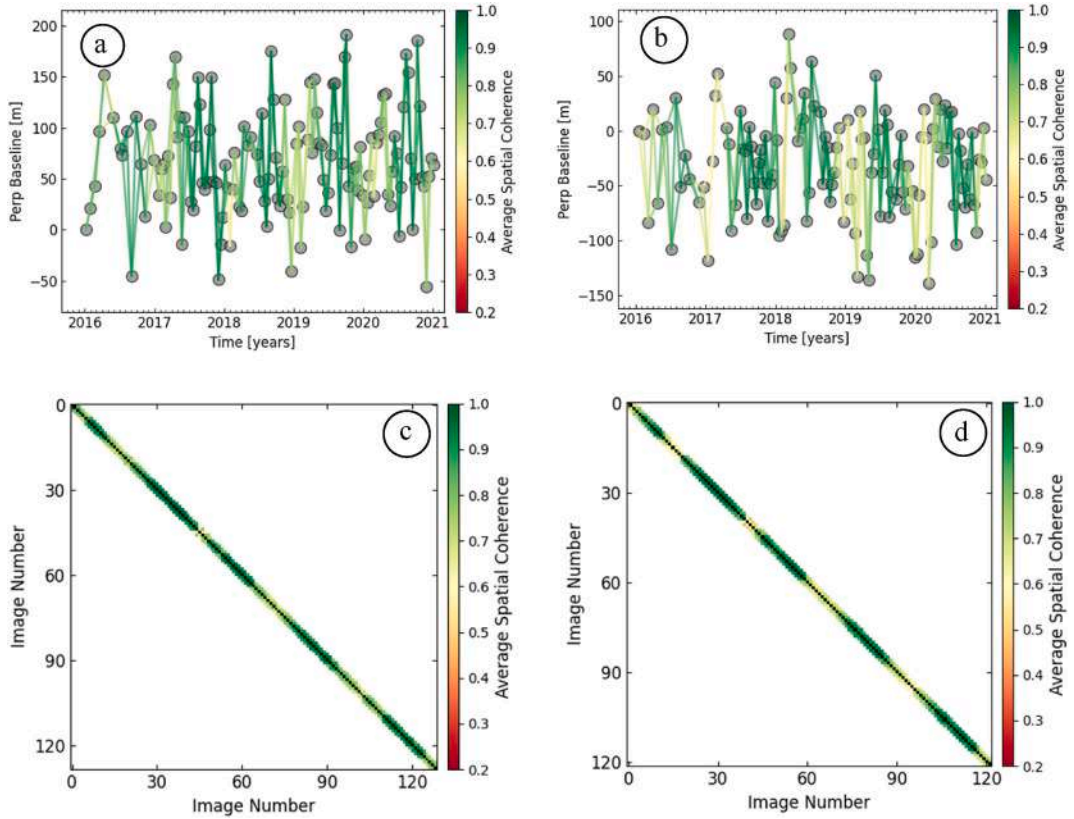 a
200
150
100
50
0
−50
2016 2017 2018 2019 2020 2021
Time [years]
Perp Baseline [m]
1.0
0.9
0.8
0.7
0.6
0.5
0.4
0.3
0.2
Average Spatial Coherence
b
100
50
0
−50
−100
−150
2016 2017 2018 2019 2020 2021
Time [years]
Perp Baseline [m]
1.0
0.9
0.8
0.7
0.6
0.5
0.4
0.3
0.2
Average Spatial Coherence
c
0
30
60
90
120
0 30 60 90 120
Image Number
Image Number
1.0
0.9
0.8
0.7
0.6
0.5
0.4
0.3
0.2
Average Spatial Coherence
d
0
30
60
90
120
0 30 60 90 120
Image Number
Image Number
1.0
0.9
0.8
0.7
0.6
0.5
0.4
0.3
0.2
Average Spatial Coherence